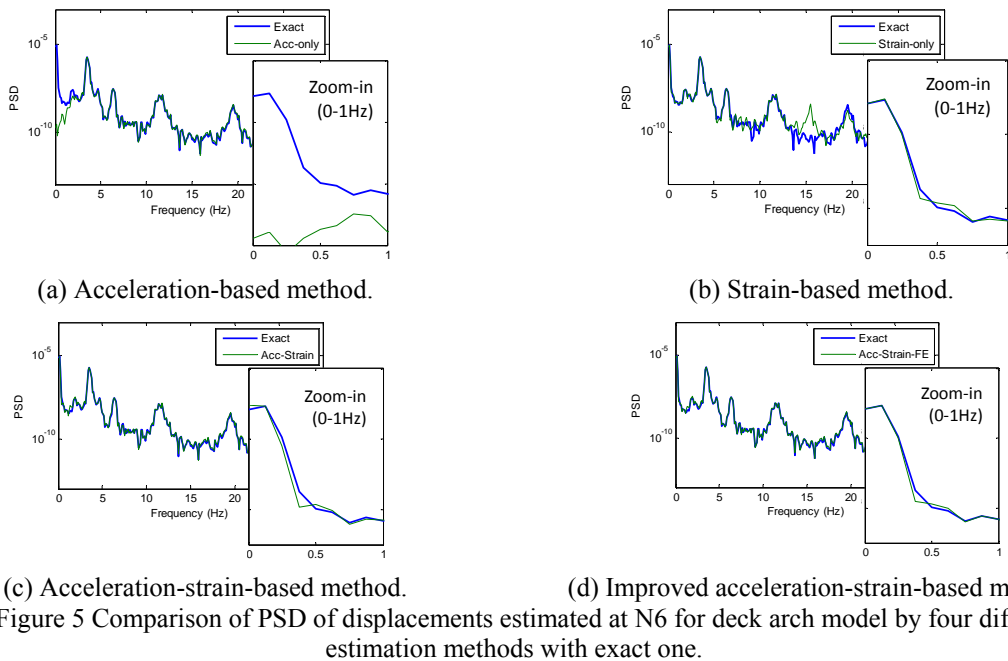 Exact
Acc-only
Zoom-in
(0-1Hz)
PSD
10^-5
10^-10
0 5 10 15 20
Frequency (Hz)
0 0.5 1
(a) Acceleration-based method.
Exact
Strain-only
Zoom-in
(0-1Hz)
PSD
10^-5
10^-10
0 5 10 15 20
Frequency (Hz)
0 0.5 1
(b) Strain-based method.
Exact
Acc-Strain
Zoom-in
(0-1Hz)
PSD
10^-5
10^-10
0 5 10 15 20
Frequency (Hz)
0 0.5 1
(c) Acceleration-strain-based method.
Exact
Acc-Strain-FE
Zoom-in
(0-1Hz)
PSD
10^-5
10^-10
0 5 10 15 20
Frequency (Hz)
0 0.5 1
(d) Improved acceleration-strain-based m
Figure 5 Comparison of PSD of displacements estimated at N6 for deck arch model by four dif
estimation methods with exact one.